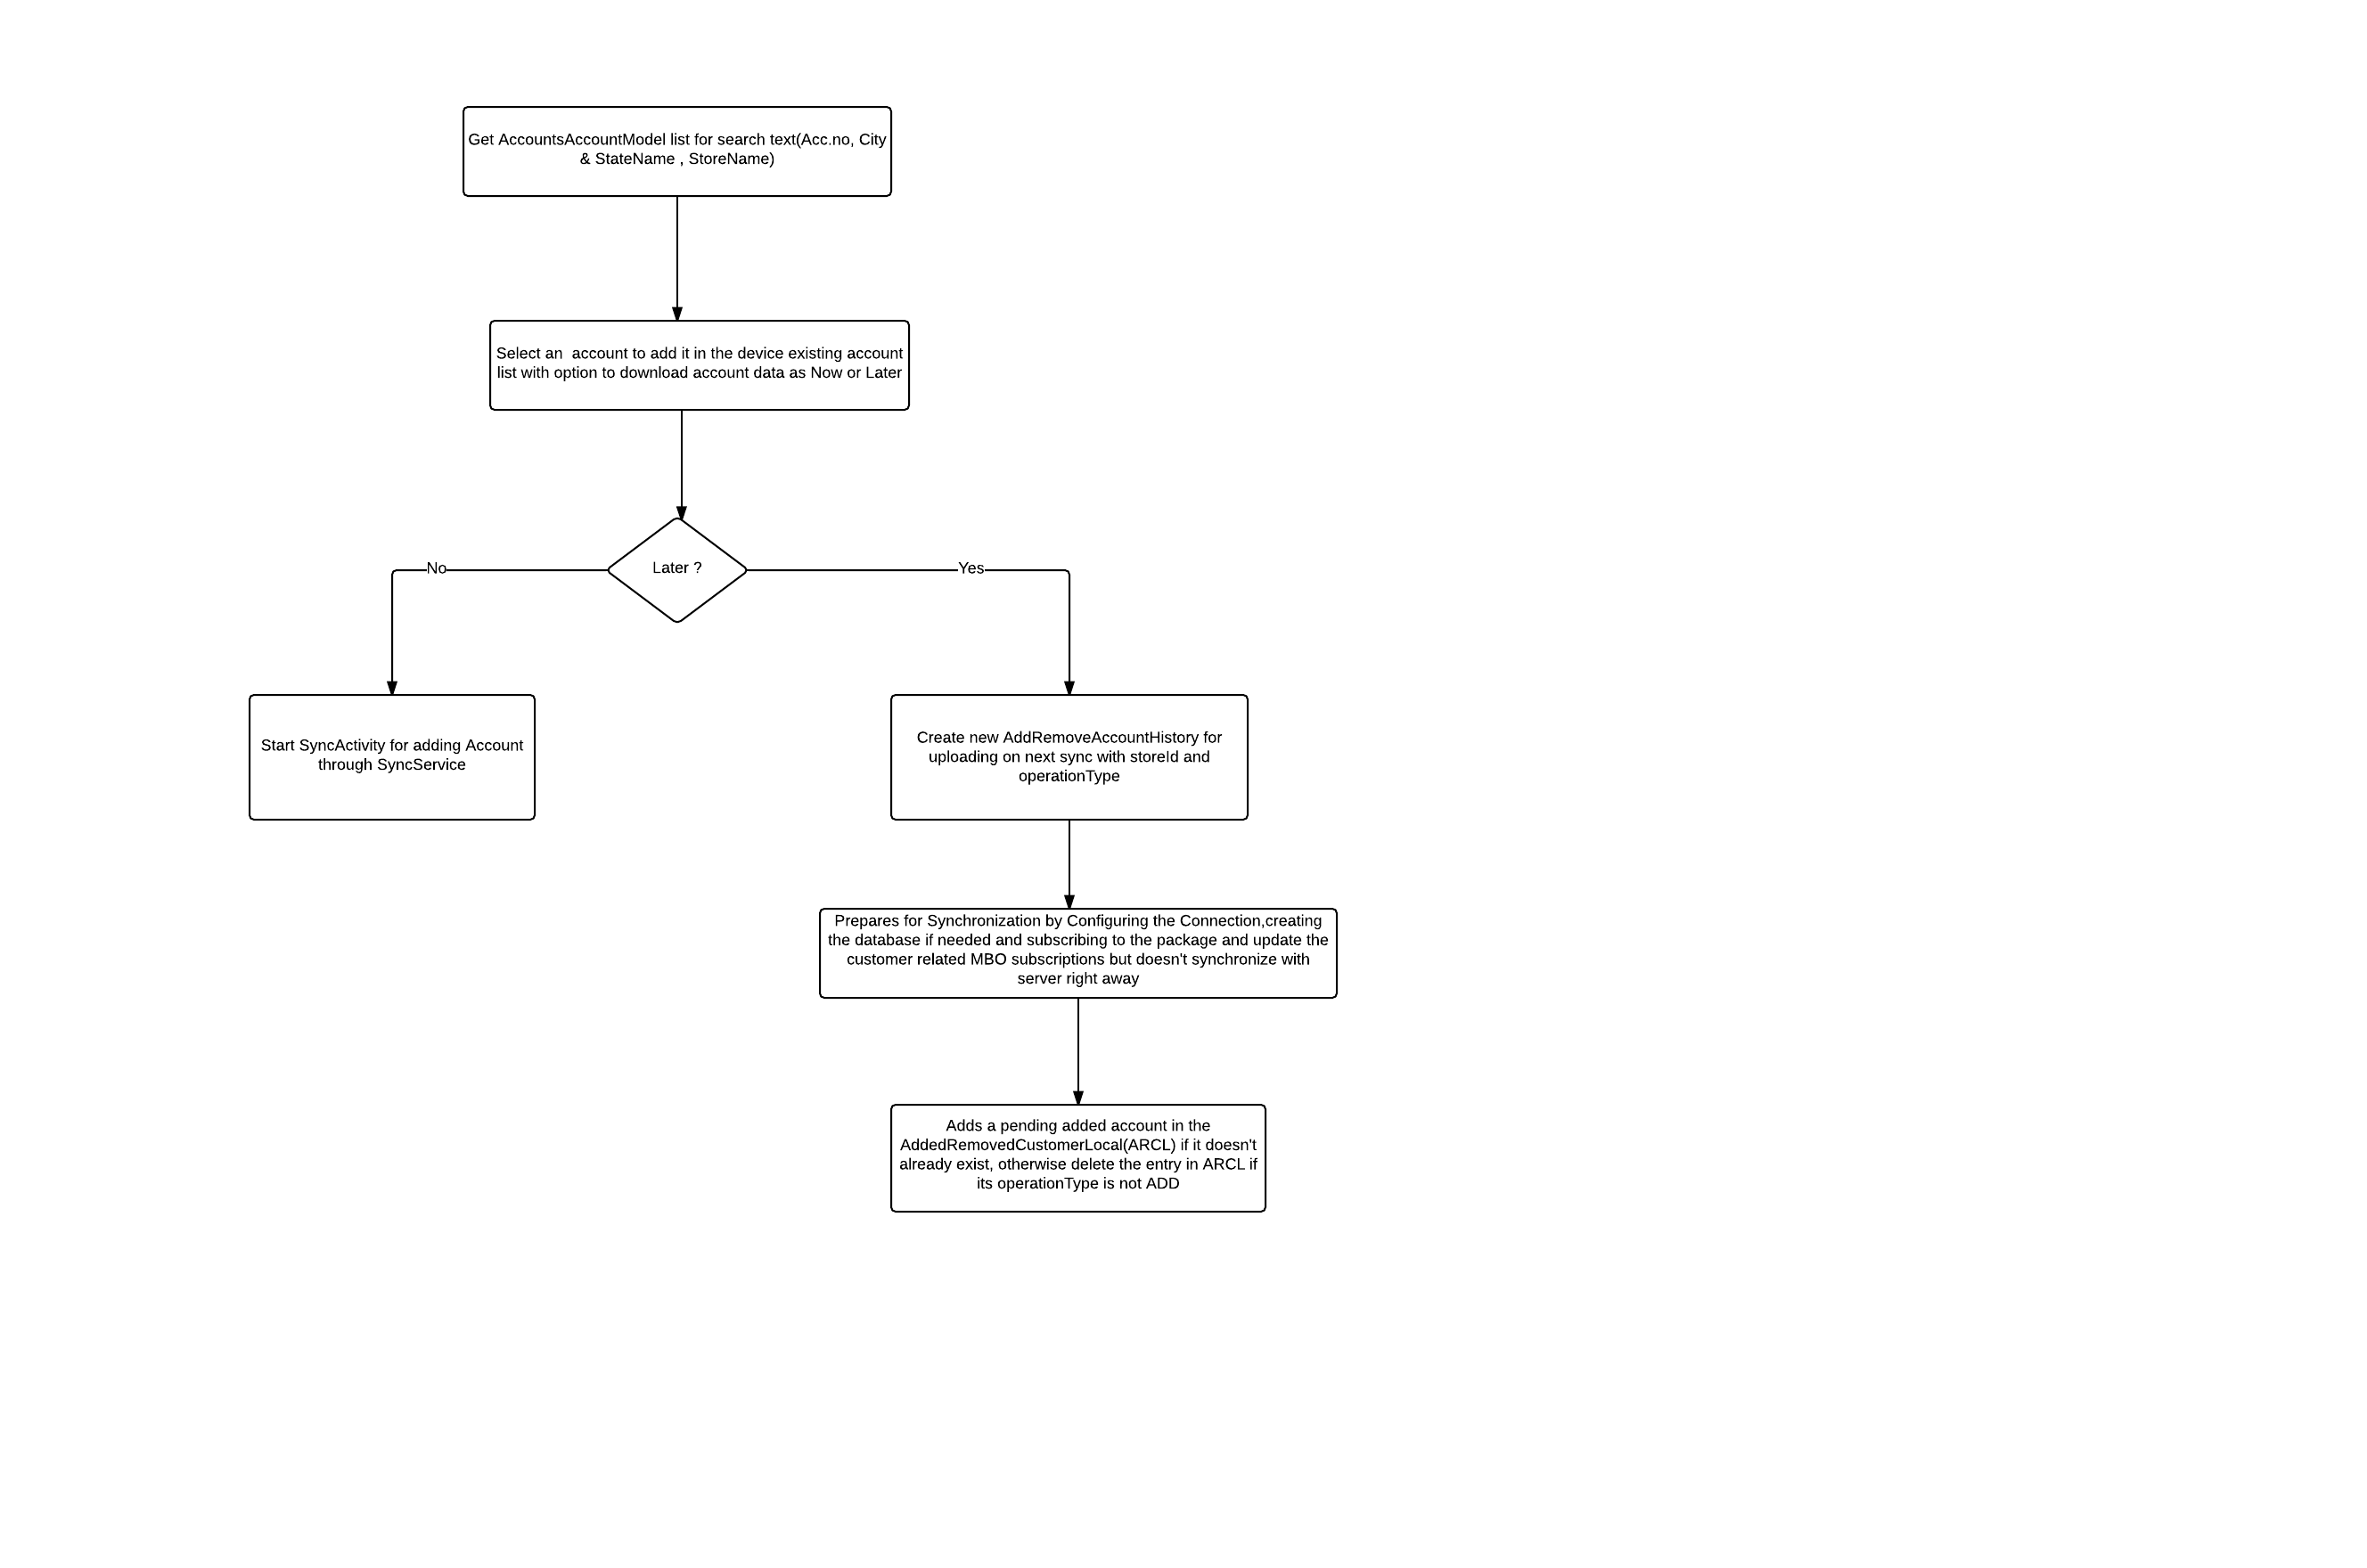 Get AccountsAccountModel list for search text(Acc.no, City
& StateName , StoreName)
Select an  account to add it in the device existing account
list with option to download account data as Now or Later
Later ?
No
Yes
Start SyncActivity for adding Account
through SyncService
Create new AddRemoveAccountHistory for
uploading on next sync with storeId and
operationType
Prepares for Synchronization by Configuring the Connection,creating
the database if needed and subscribing to the package and update the
customer related MBO subscriptions but doesn't synchronize with
server right away
Adds a pending added account in the
AddedRemovedCustomerLocal(ARCL) if it doesn't
already exist, otherwise delete the entry in ARCL if
its operationType is not ADD